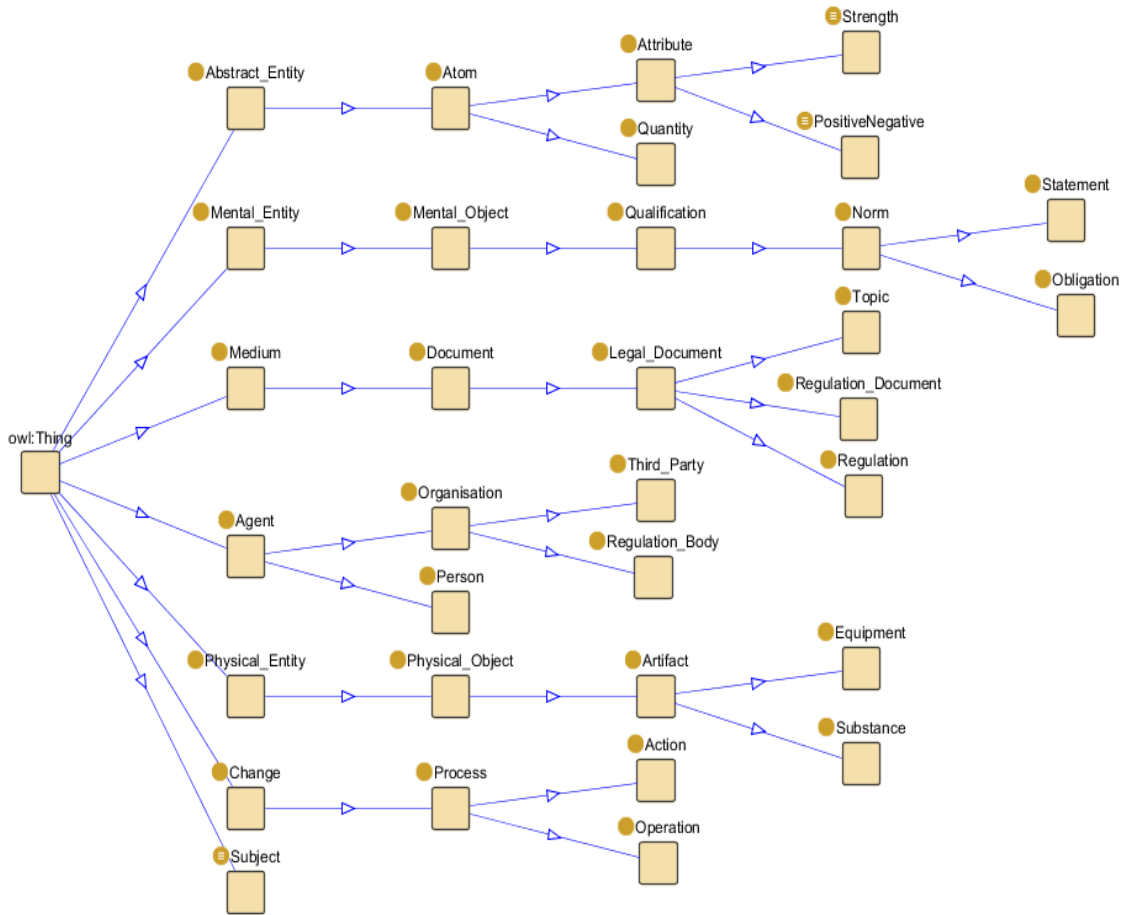 Strength
Attribute
Abstract_Entity
Atom
PositiveNegative
Quantity
Statement
Mental_Entity
Mental_Object
Qualification
Norm
Obligation
Topic
Medium
Document
Legal_Document
Regulation_Document
owl:Thing
Regulation
Third_Party
Organisation
Agent
Regulation_Body
Person
Equipment
Physical_Entity
Physical_Object
Artifact
Substance
Action
Change
Process
Operation
Subject